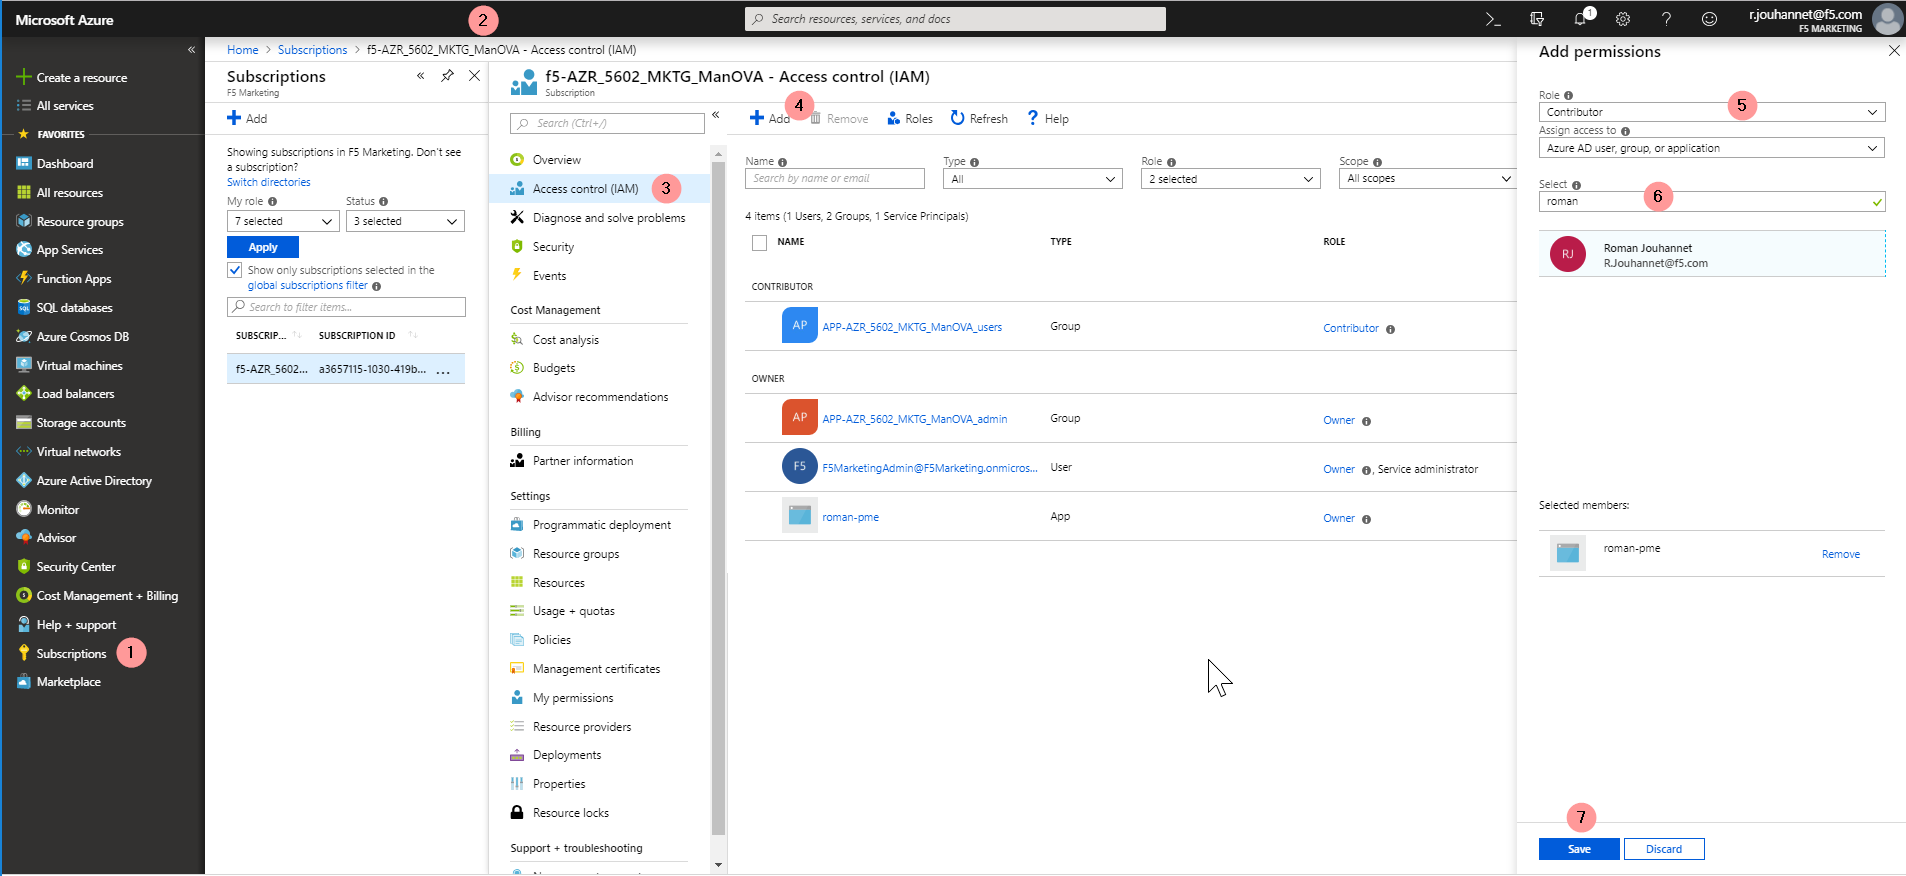 Microsoft Azure
2
Search resources, services, and docs
1
r.jouhannet@f5.com
F5 MARKETING
«
Create a resource
All services
FAVORITES
Dashboard
All resources
Resource groups
App Services
Function Apps
SQL databases
Azure Cosmos DB
Virtual machines
Load balancers
Storage accounts
Virtual networks
Azure Active Directory
Monitor
Advisor
Security Center
Cost Management + Billing
Help + support
Subscriptions 1
Marketplace
Home > Subscriptions > f5-AZR_5602_MKTG_ManOVA - Access control (IAM)
Subscriptions
F5 Marketing
Add
Showing subscriptions in F5 Marketing. Don't see
a subscription?
Switch directories
My role Status
7 selected 3 selected
Apply
Show only subscriptions selected in the
global subscriptions filter
Search to filter items...
SUBSCRIP... SUBSCRIPTION ID
f5-AZR_5602... a3657115-1030-419b... ...
f5-AZR_5602_MKTG_ManOVA - Access control (IAM)
Subscription
Search (Ctrl+/)
Overview
Access control (IAM) 3
Diagnose and solve problems
Security
Events
Cost Management
Cost analysis
Budgets
Advisor recommendations
Billing
Partner information
Settings
Programmatic deployment
Resource groups
Resources
Usage + quotas
Policies
Management certificates
My permissions
Resource providers
Deployments
Properties
Resource locks
Support + troubleshooting
4
Add Remove Roles Refresh Help
Name Type Role Scope
Search by name or email All 2 selected All scopes
4 items (1 Users, 2 Groups, 1 Service Principals)
NAME TYPE ROLE
CONTRIBUTOR
AP APP-AZR_5602_MKTG_ManOVA_users Group Contributor
OWNER
AP APP-AZR_5602_MKTG_ManOVA_admin Group Owner
F5 F5MarketingAdmin@F5Marketing.onmicros... User Owner , Service administrator
roman-pme App Owner
Add permissions
Role
5
Contributor
Assign access to
Azure AD user, group, or application
Select
6
roman
RJ Roman Jouhannet
R.Jouhannet@f5.com
Selected members:
roman-pme Remove
7
Save Discard